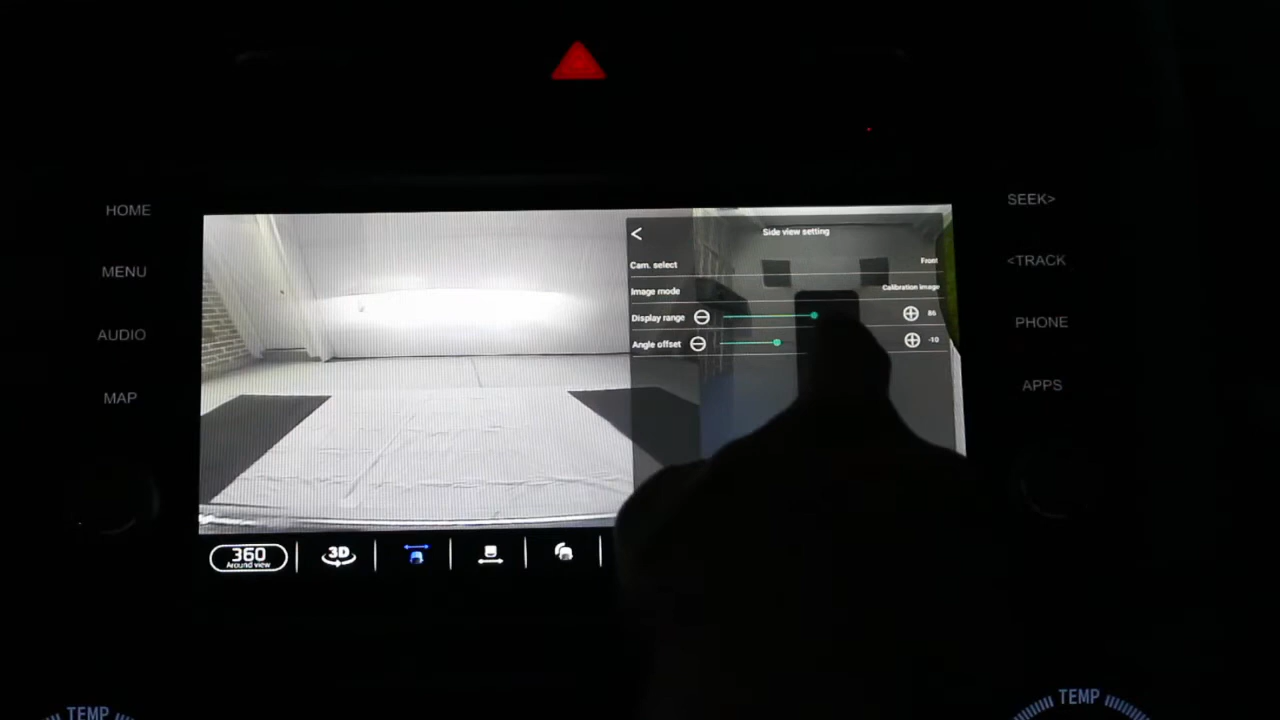 HOME
MENU
AUDIO
MAP
SEEK>
<TRACK
PHONE
APPS
< Side view setting
Cam. select Front
Image mode Calibration image
Display range 86
Angle offset -10
360
Around view
3D
TEMP
TEMP